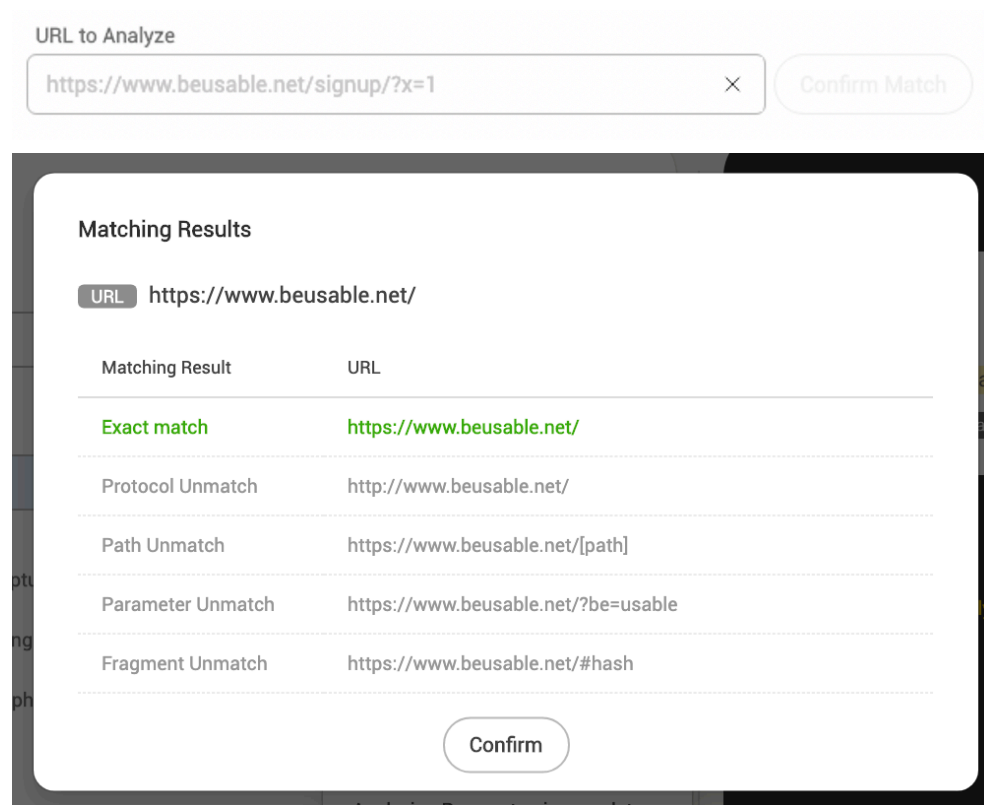 URL to Analyze
https://www.beusable.net/signup/?x=1
Confirm Match
Matching Results
URL https://www.beusable.net/
Matching Result URL
Exact match https://www.beusable.net/
Protocol Unmatch http://www.beusable.net/
Path Unmatch https://www.beusable.net/[path]
Parameter Unmatch https://www.beusable.net/?be=usable
Fragment Unmatch https://www.beusable.net/#hash
Confirm